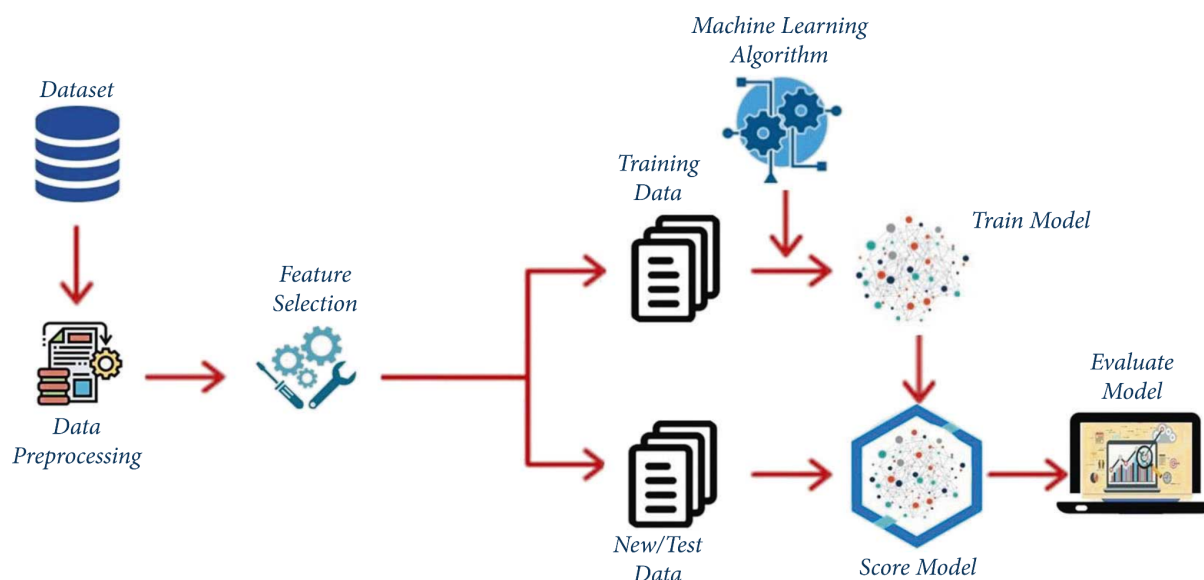 Machine Learning
Algorithm
Dataset
Training
Data
Train Model
Feature
Selection
Evaluate
Model
Data
Preprocessing
New/Test
Data
Score Model